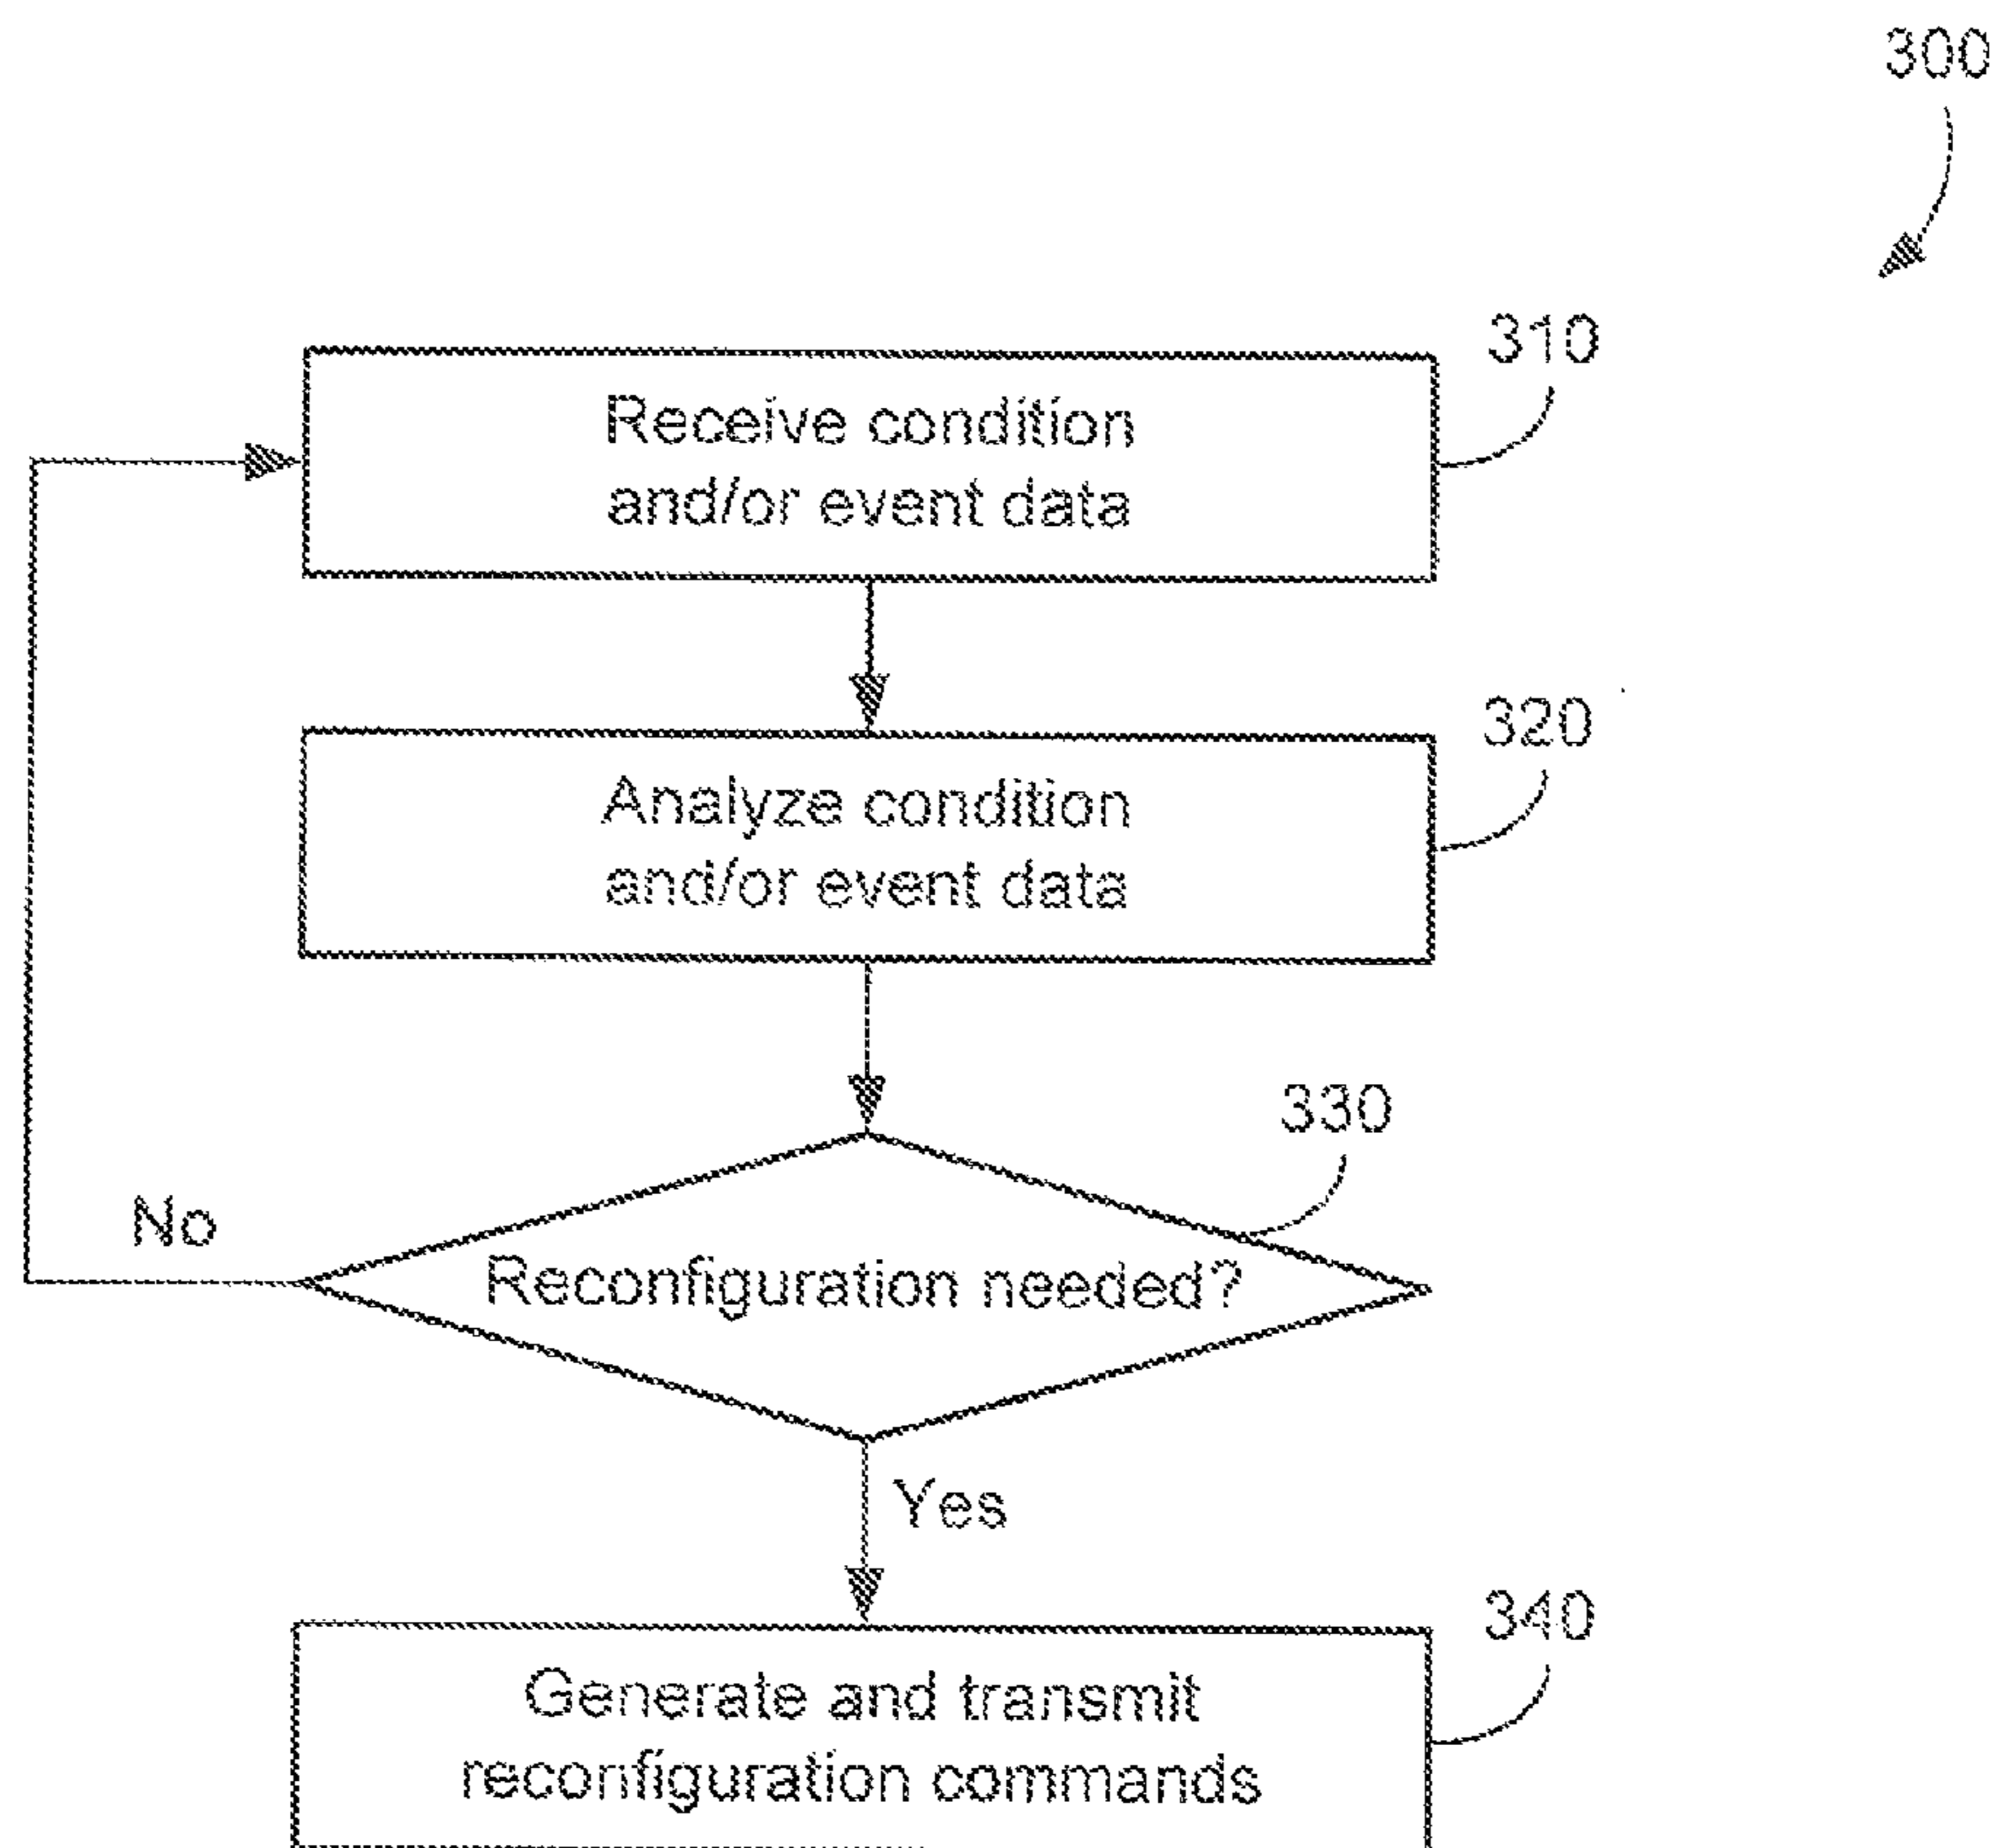 300
310
Receive condition
and/or event data
320
Analyze condition
and/or event data
330
No
Reconfiguration needed?
Yes
340
Generate and transmit
reconfiguration commands